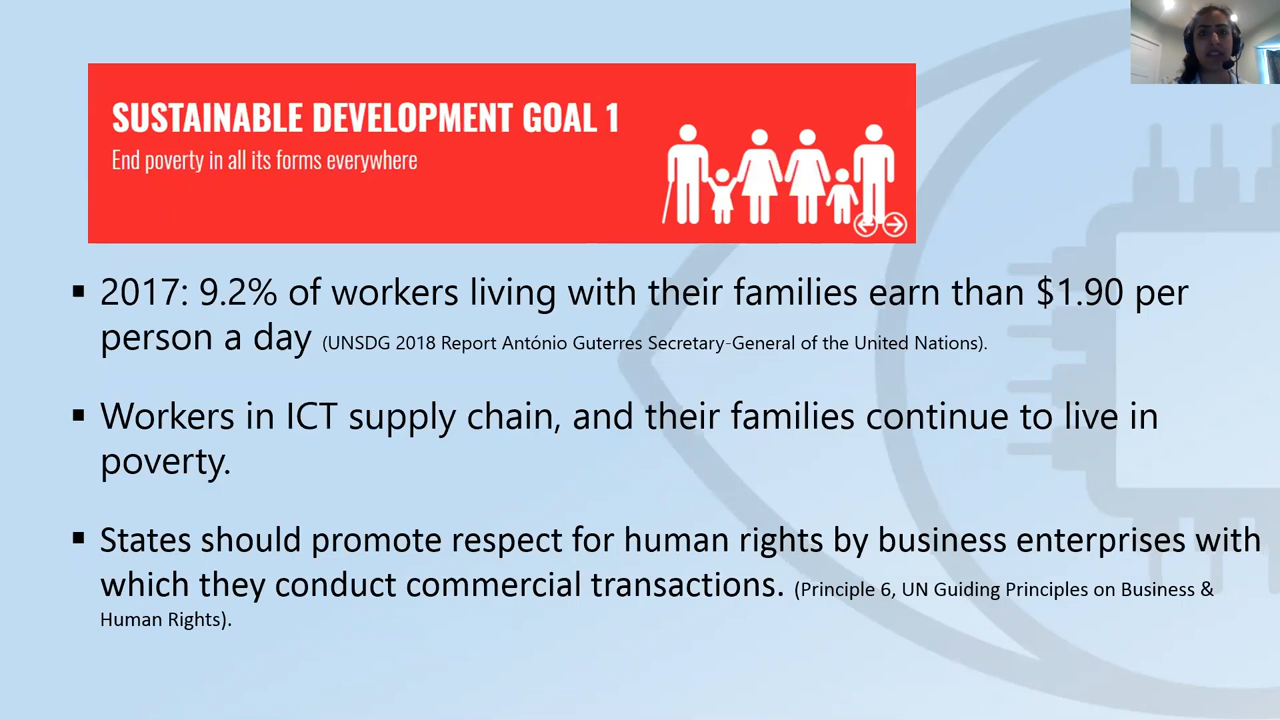 SUSTAINABLE DEVELOPMENT GOAL 1
End poverty in all its forms everywhere
▪ 2017: 9.2% of workers living with their families earn than $1.90 per
person a day (UNSDG 2018 Report António Guterres Secretary-General of the United Nations).
▪ Workers in ICT supply chain, and their families continue to live in
poverty.
▪ States should promote respect for human rights by business enterprises with
which they conduct commercial transactions. (Principle 6, UN Guiding Principles on Business &
Human Rights).